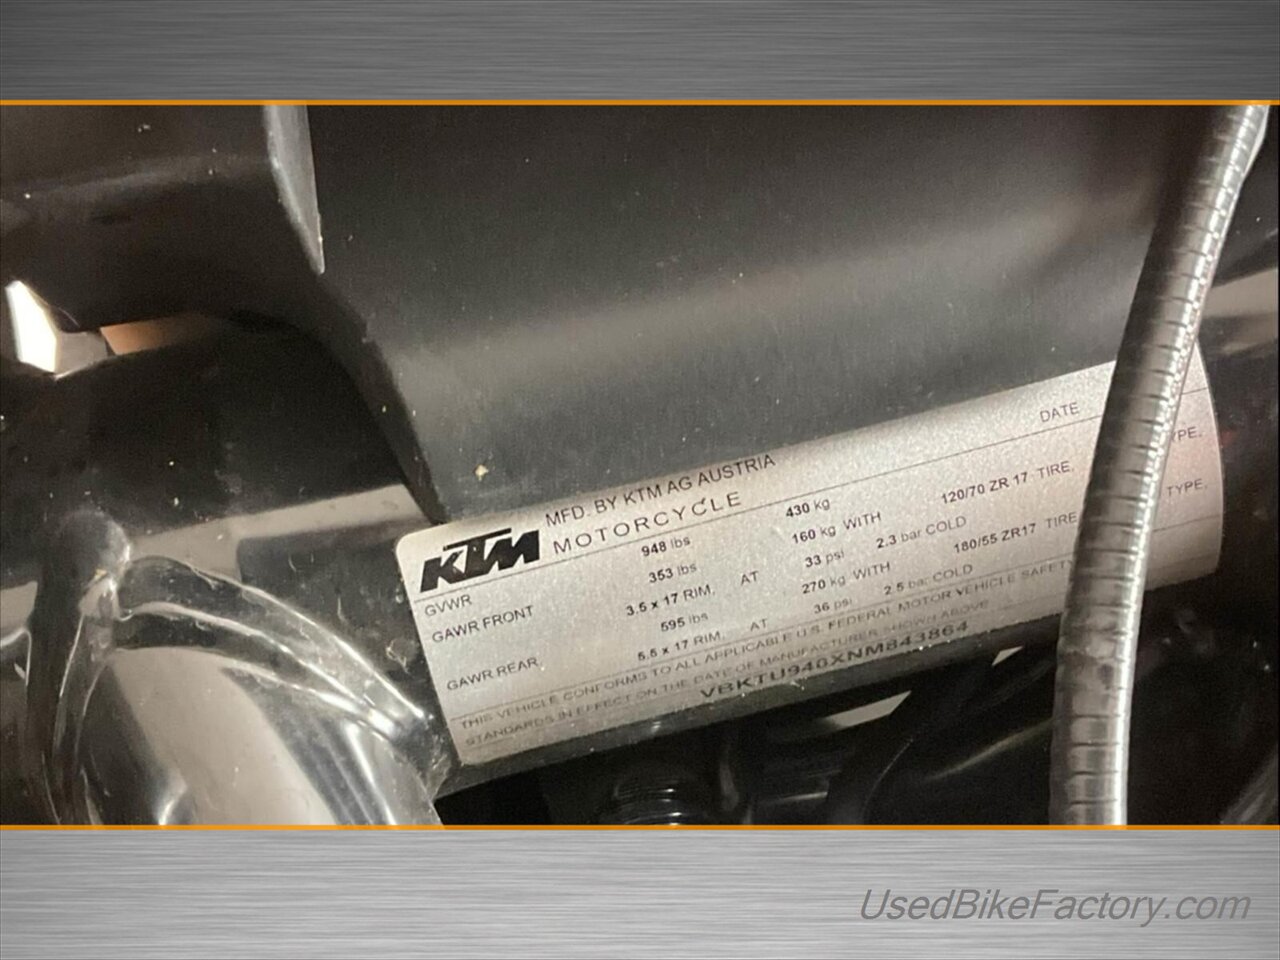 KTM
MFD. BY KTM AG AUSTRIA
MOTORCYCLE
DATE
GVWR 948 lbs 430 kg
GAWR FRONT 353 lbs 160 kg WITH 120/70 ZR 17 TIRE, YPE,
3.5 x 17 RIM, AT 33 psi 2.3 bar COLD
GAWR REAR, 595 lbs 270 kg WITH 180/55 ZR17 TIRE TYPE,
5.5 x 17 RIM, AT 36 psi 2.5 bar COLD
THIS VEHICLE CONFORMS TO ALL APPLICABLE U.S. FEDERAL MOTOR VEHICLE SAFETY
STANDARDS IN EFFECT ON THE DATE OF MANUFACTURER SHOWN ABOVE
VBKTU940XNM843864
UsedBikeFactory.com